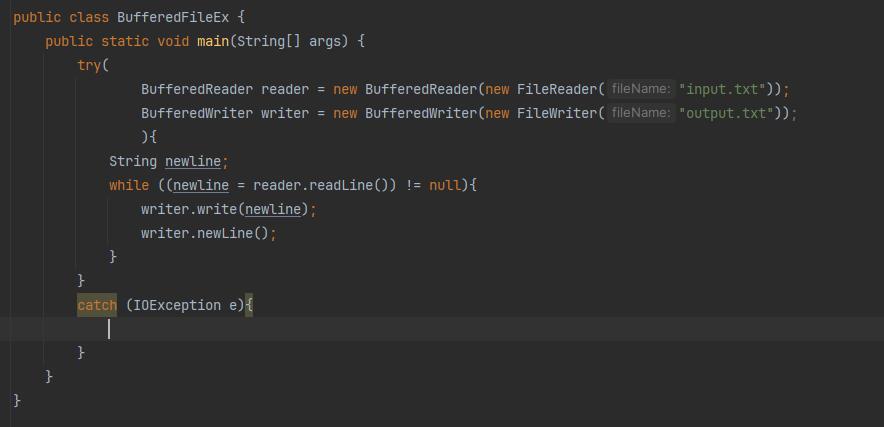 public class BufferedFileEx {
    public static void main(String[] args) {
        try(
                BufferedReader reader = new BufferedReader(new FileReader( fileName: "input.txt"));
                BufferedWriter writer = new BufferedWriter(new FileWriter( fileName: "output.txt"));
                ){
            String newline;
            while ((newline = reader.readLine()) != null){
                writer.write(newline);
                writer.newLine();
            }
        }
        catch (IOException e){
        }
    }
}